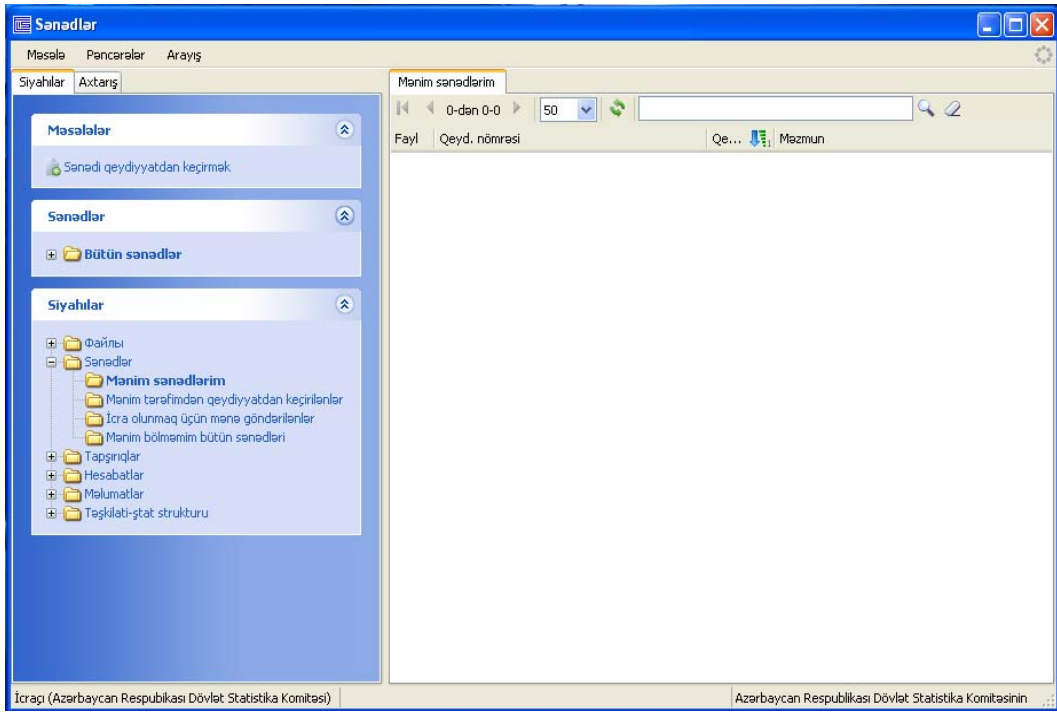 Sənədlər
Məsələ Pəncərələr Arayış
Siyahılar Axtarış
Məsələlər
Sənədi qeydiyyatdan keçirmək
Sənədlər
Bütün sənədlər
Siyahılar
Файлы
Sənədlər
Mənim sənədlərim
Mənim tərəfimdən qeydiyyatdan keçirilənlər
İcra olunmaq üçün mənə göndərilənlər
Mənim bölməmim bütün sənədləri
Tapşırıqlar
Hesabatlar
Məlumatlar
Təşkilati-ştat strukturu
Mənim sənədlərim
0-dən 0-0 50
Fayl Qeyd. nömrəsi Qe... 1 Məzmun
İcraçı (Azərbaycan Respubikası Dövlət Statistika Komitəsi) Azərbaycan Respublikası Dövlət Statistika Komitəsinin